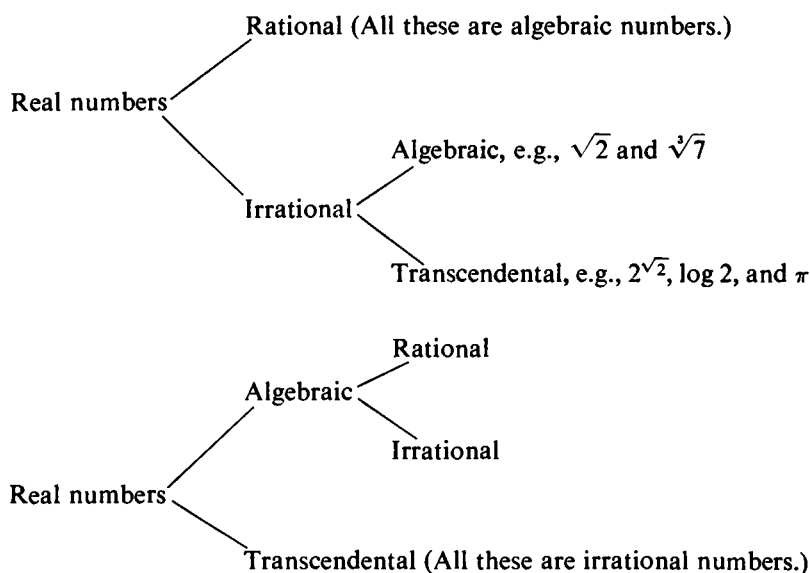 Rational (All these are algebraic numbers.)
Real numbers
Algebraic, e.g., √2 and ∛7
Irrational
Transcendental, e.g., 2^√2, log 2, and π
Rational
Algebraic
Irrational
Real numbers
Transcendental (All these are irrational numbers.)